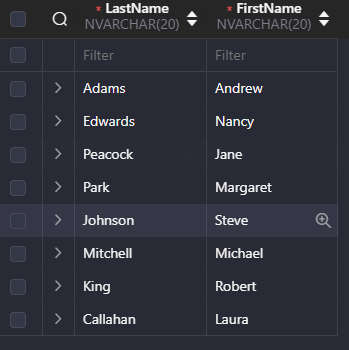 * LastName * FirstName
NVARCHAR(20) NVARCHAR(20)
Filter Filter
Adams Andrew
Edwards Nancy
Peacock Jane
Park Margaret
Johnson Steve
Mitchell Michael
King Robert
Callahan Laura